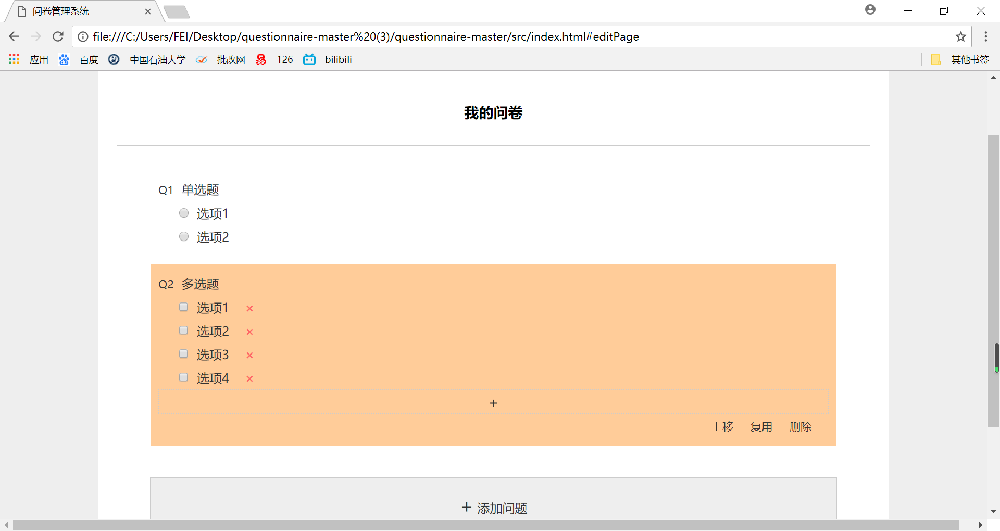 问卷管理系统
file:///C:/Users/FEI/Desktop/questionnaire-master%20(3)/questionnaire-master/src/index.html#editPage
应用 百度 中国石油大学 批改网 126 bilibili 其他书签
我的问卷
Q1 单选题
选项1
选项2
Q2 多选题
选项1 ×
选项2 ×
选项3 ×
选项4 ×
+
上移 复用 删除
+ 添加问题